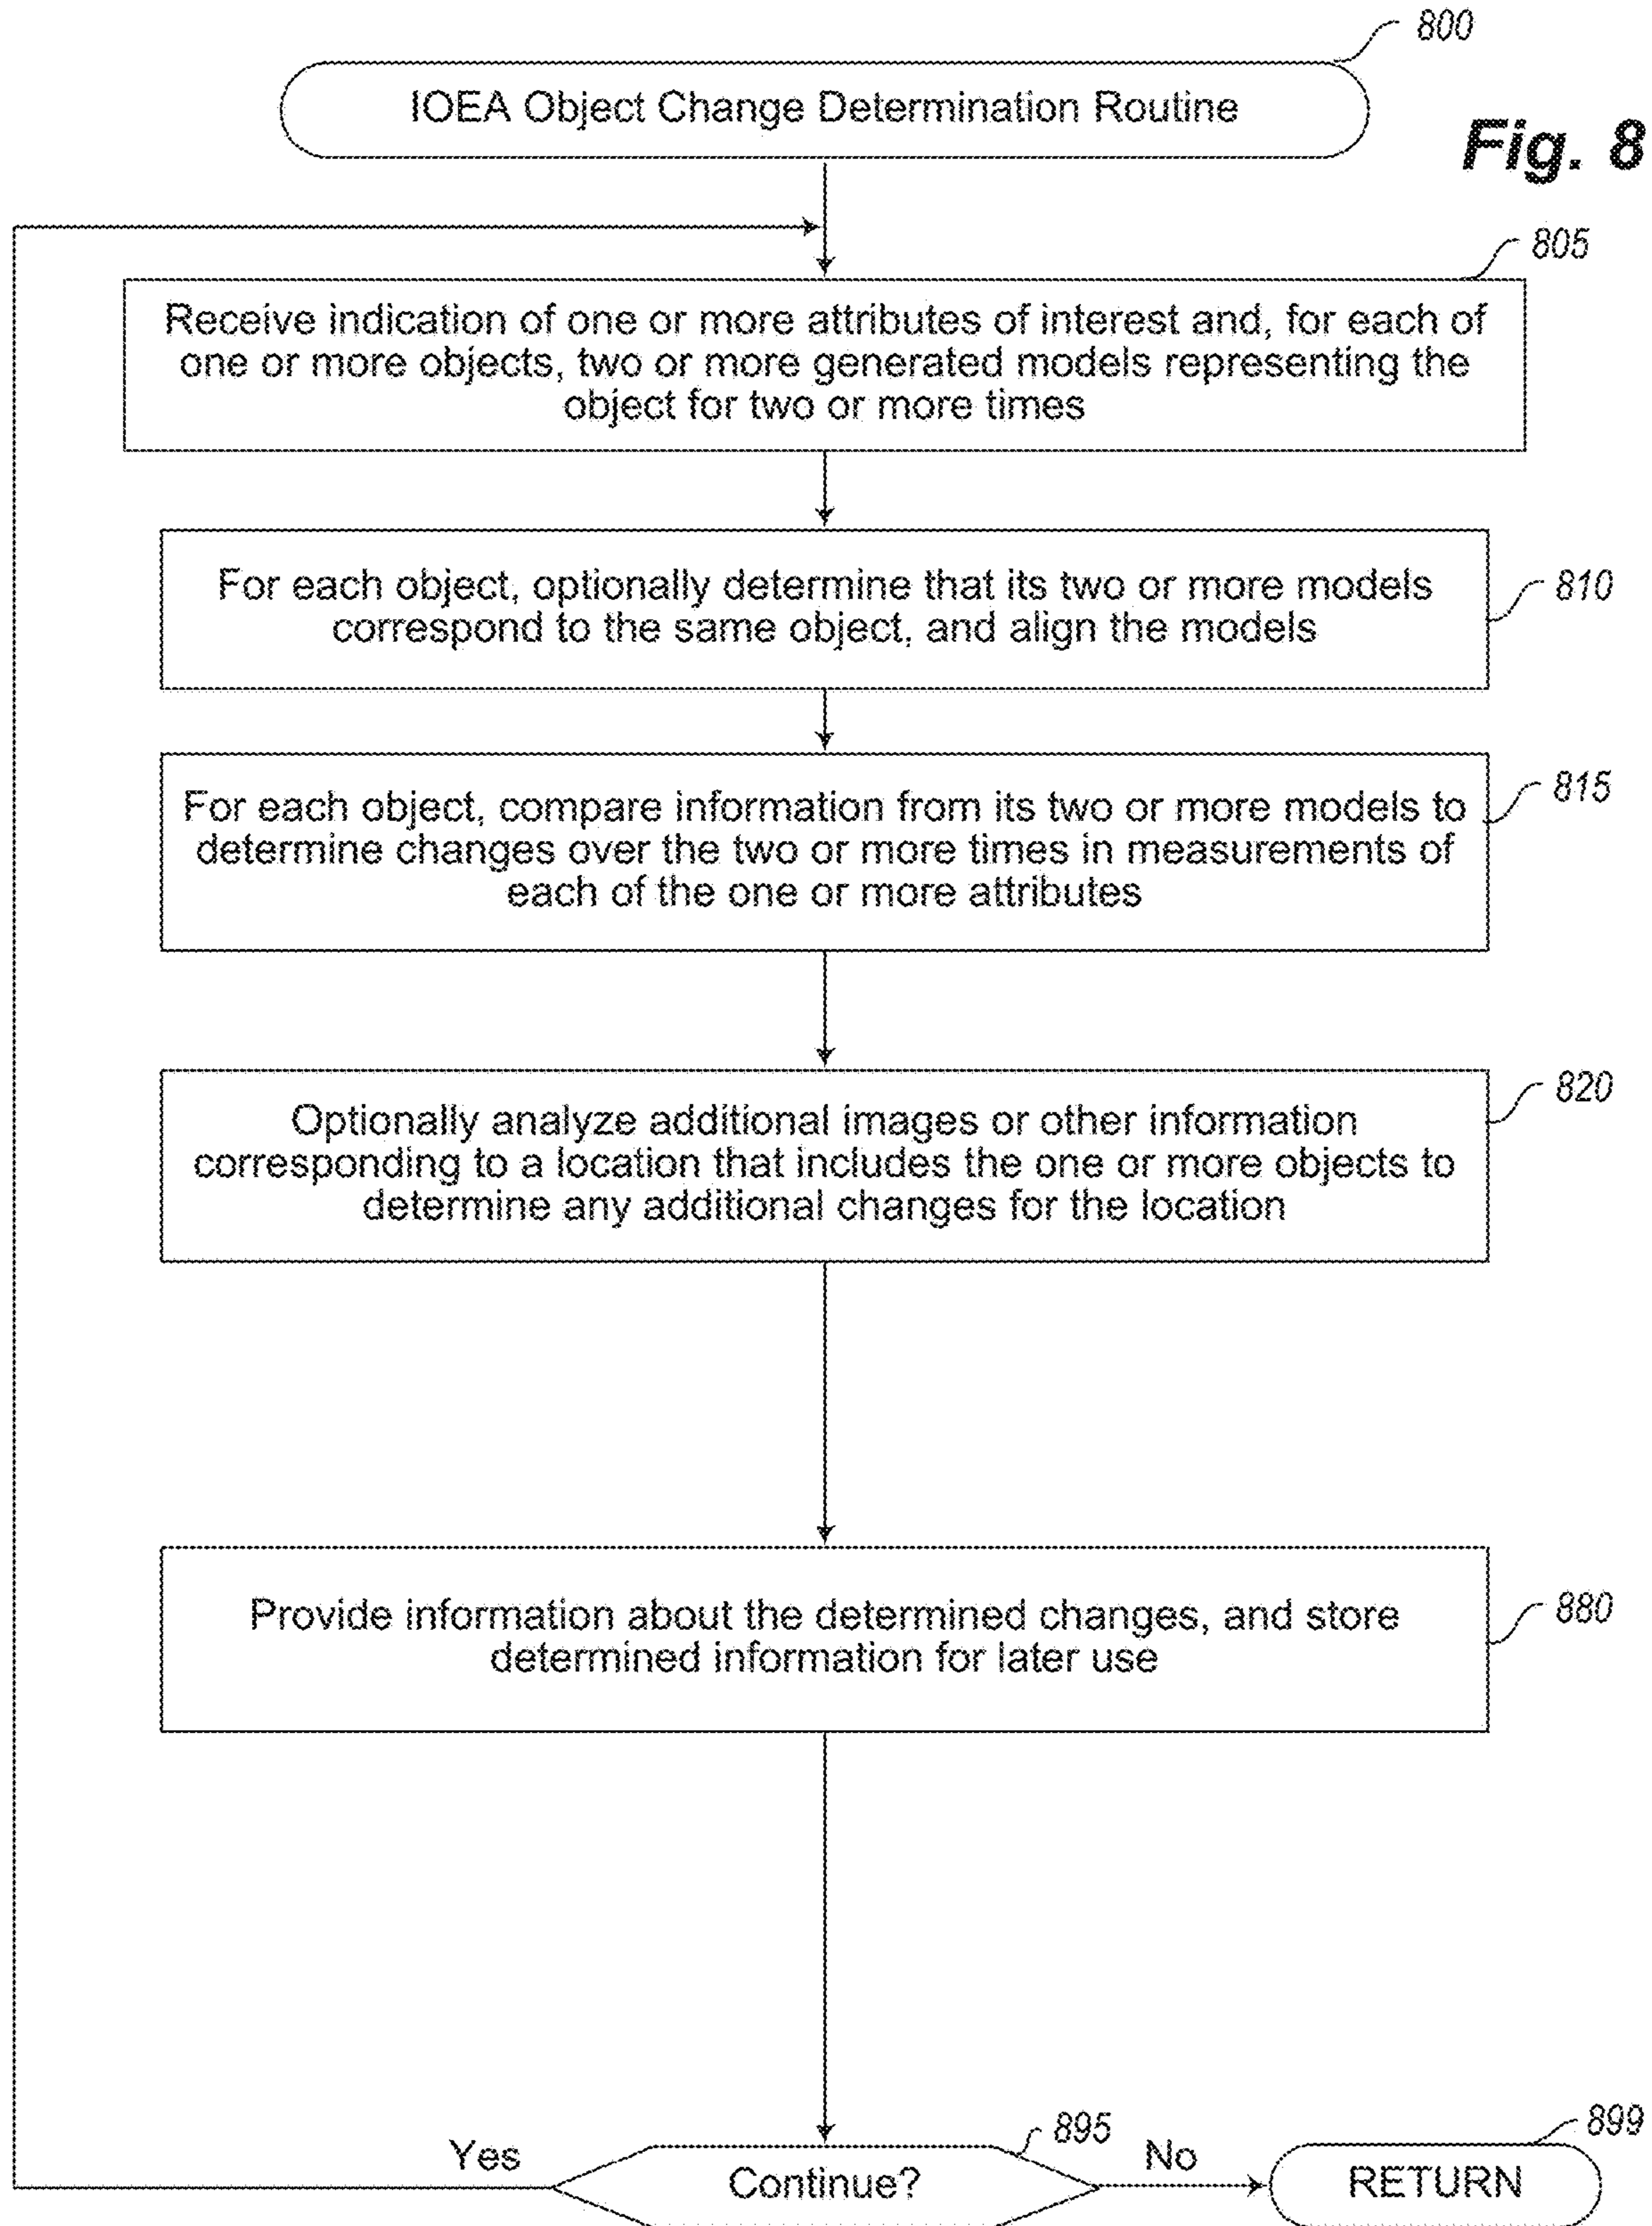 800
IOEA Object Change Determination Routine
Fig. 8
805
Receive indication of one or more attributes of interest and, for each of
one or more objects, two or more generated models representing the
object for two or more times
For each object, optionally determine that its two or more models
correspond to the same object, and align the models
810
For each object, compare information from its two or more models to
determine changes over the two or more times in measurements of
each of the one or more attributes
815
Optionally analyze additional images or other information
corresponding to a location that includes the one or more objects to
determine any additional changes for the location
820
Provide information about the determined changes, and store
determined information for later use
880
Yes
Continue?
895
No
RETURN
899